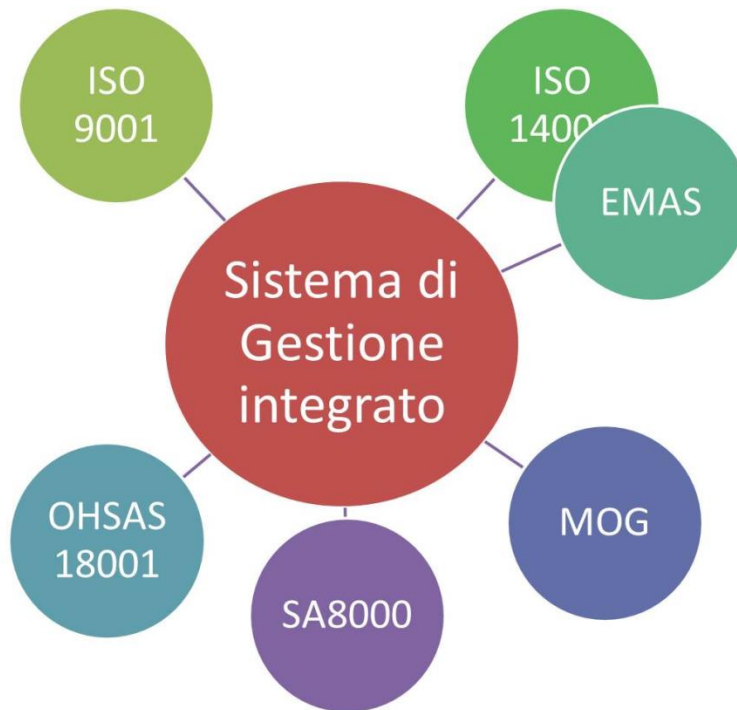 ISO
9001
ISO
EMAS
Sistema di
Gestione
integrato
OHSAS
18001
SA8000
MOG